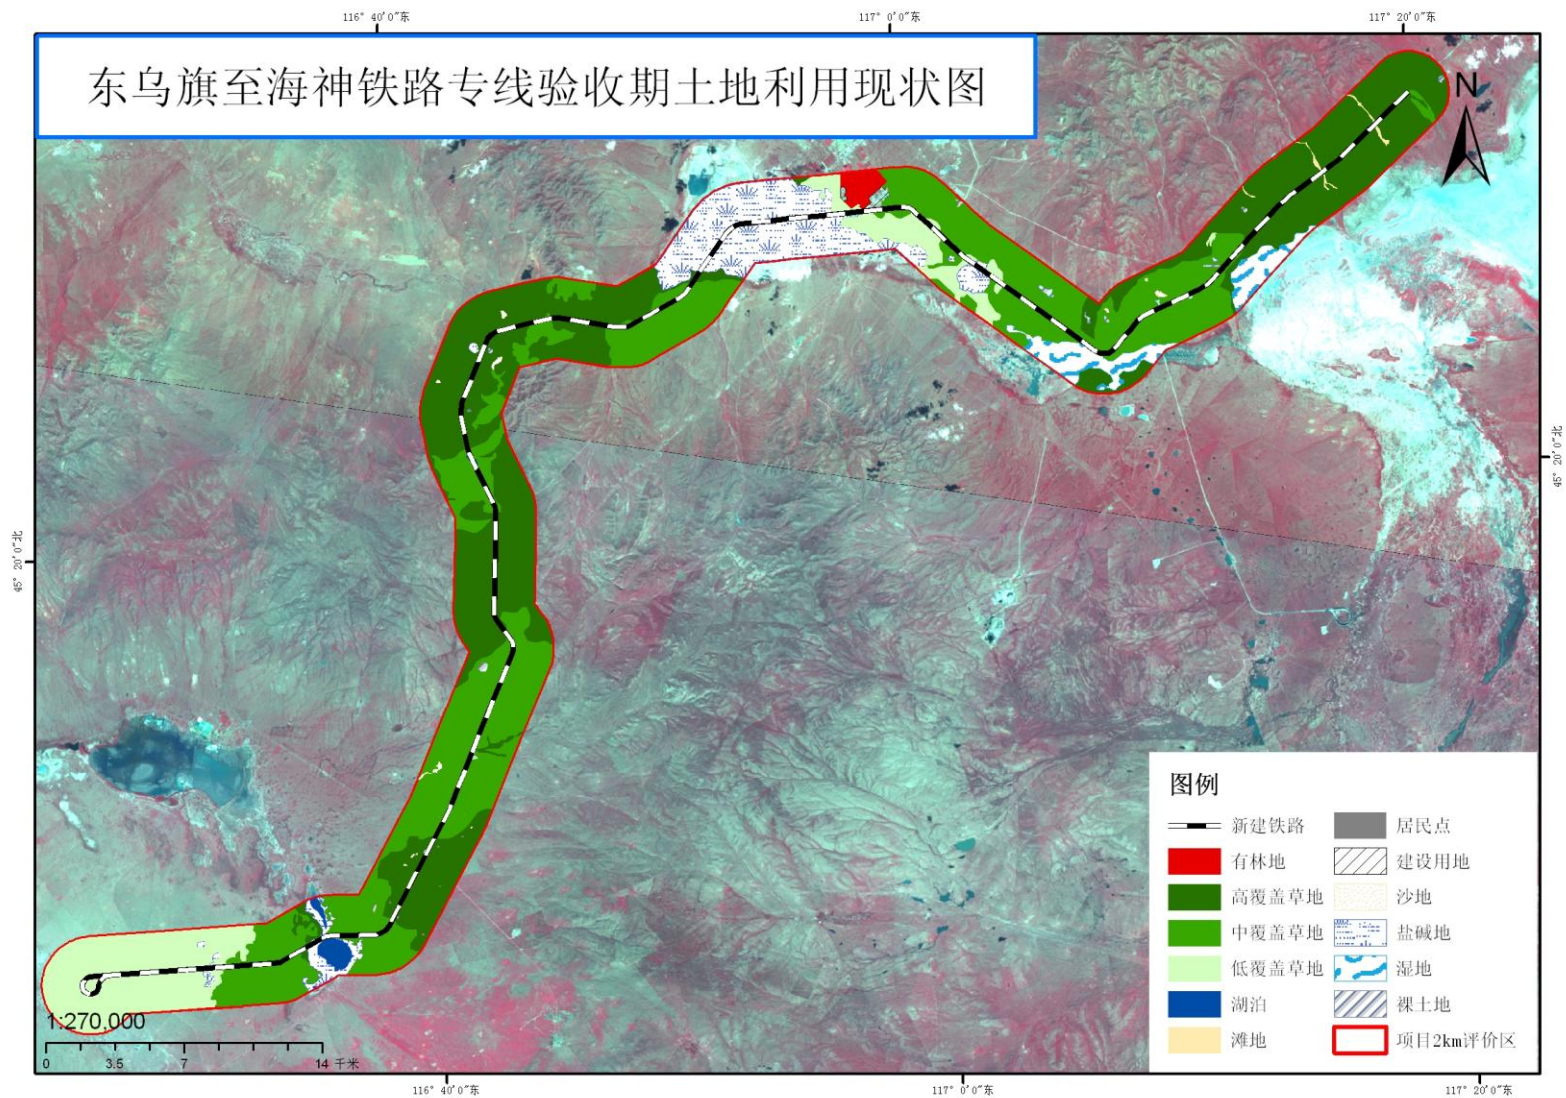 116° 40′0″东
117° 0′0″东
117° 20′0″东
东乌旗至海神铁路专线验收期土地利用现状图
N
45° 20′0″北
45° 20′0″北
图例
新建铁路
居民点
有林地
建设用地
高覆盖草地
沙地
中覆盖草地
盐碱地
低覆盖草地
湿地
湖泊
裸土地
滩地
项目2km评价区
1:270,000
0 3.5 7 14 千米
116° 40′0″东
117° 0′0″东
117° 20′0″东